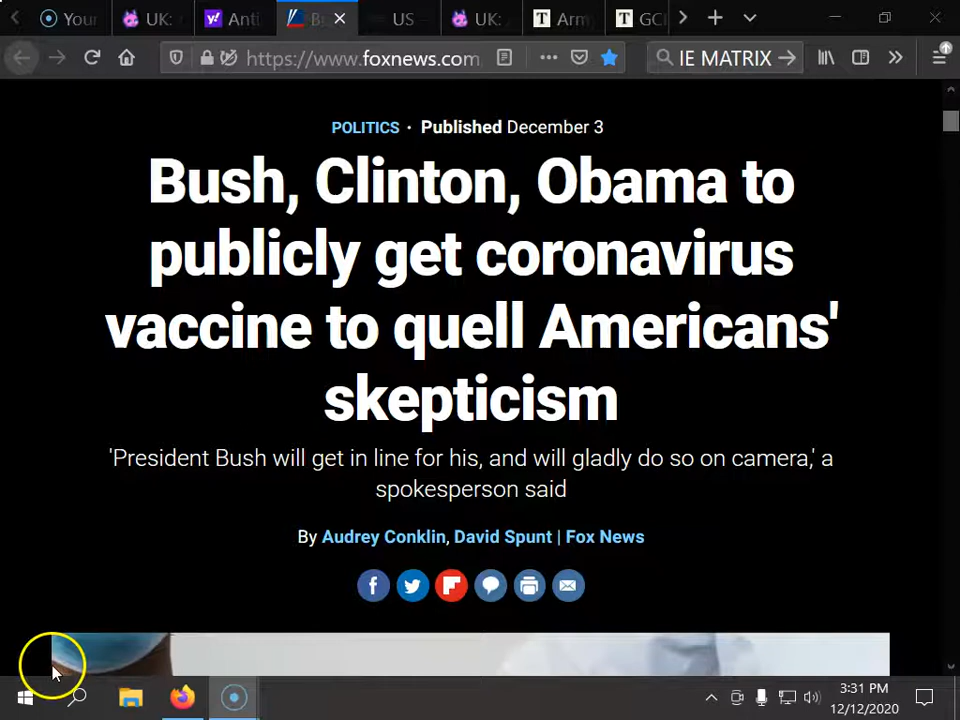 Your
UK:
Anti
B
US
UK:
Arm
GCI
https://www.foxnews.com
IE MATRIX
POLITICS · Published December 3
Bush, Clinton, Obama to
publicly get coronavirus
vaccine to quell Americans'
skepticism
'President Bush will get in line for his, and will gladly do so on camera,' a
spokesperson said
By Audrey Conklin, David Spunt | Fox News
3:31 PM
12/12/2020